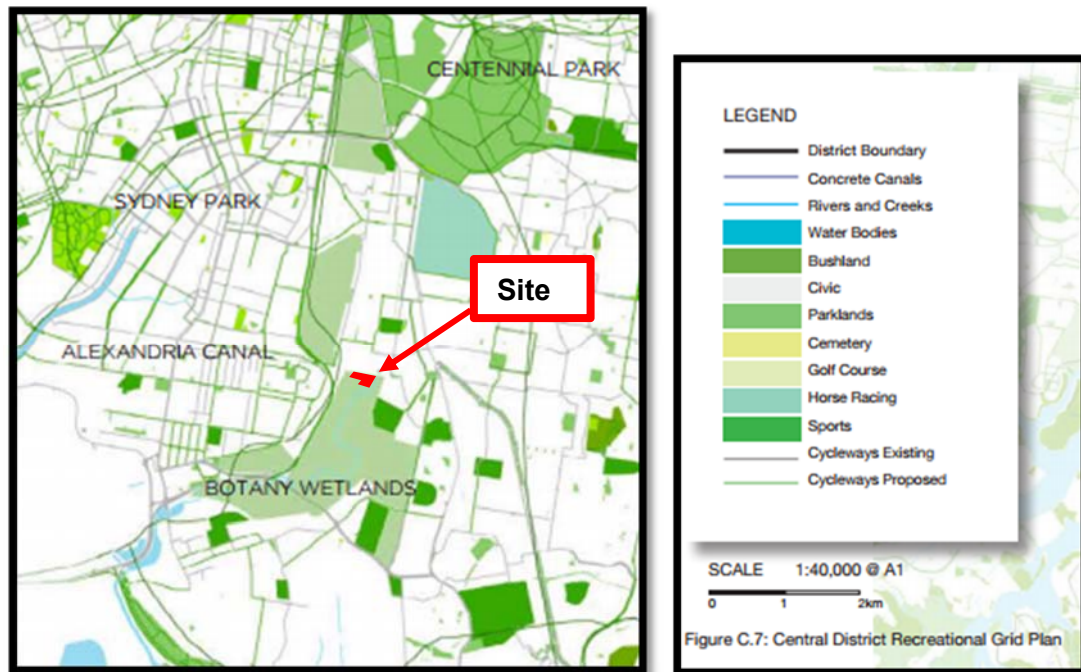 CENTENNIAL PARK
SYDNEY PARK
Site
ALEXANDRIA CANAL
BOTANY WETLANDS
LEGEND
District Boundary
Concrete Canals
Rivers and Creeks
Water Bodies
Bushland
Civic
Parklands
Cemetery
Golf Course
Horse Racing
Sports
Cycleways Existing
Cycleways Proposed
SCALE 1:40,000 @ A1
0 1 2km
Figure C.7: Central District Recreational Grid Plan